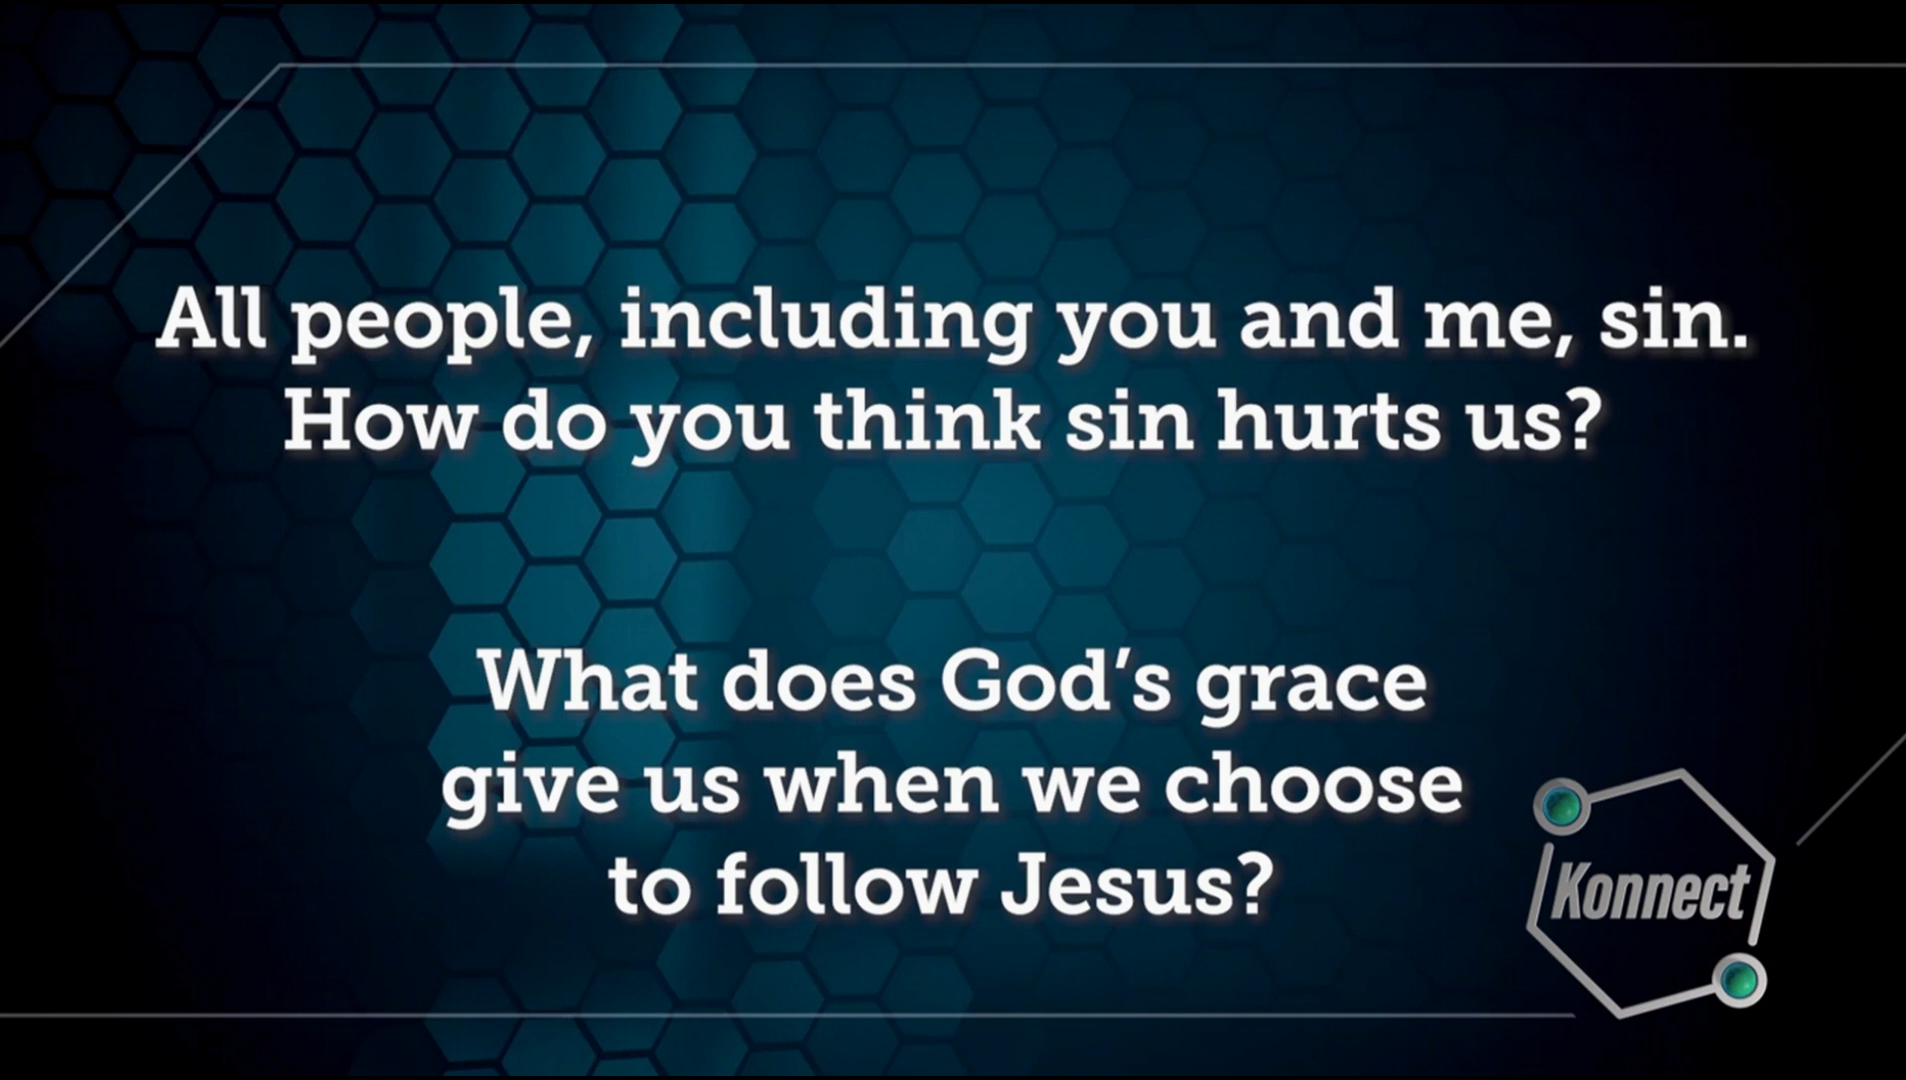 All people, including you and me, sin.
How do you think sin hurts us?
What does God’s grace
give us when we choose
to follow Jesus?
Konnect